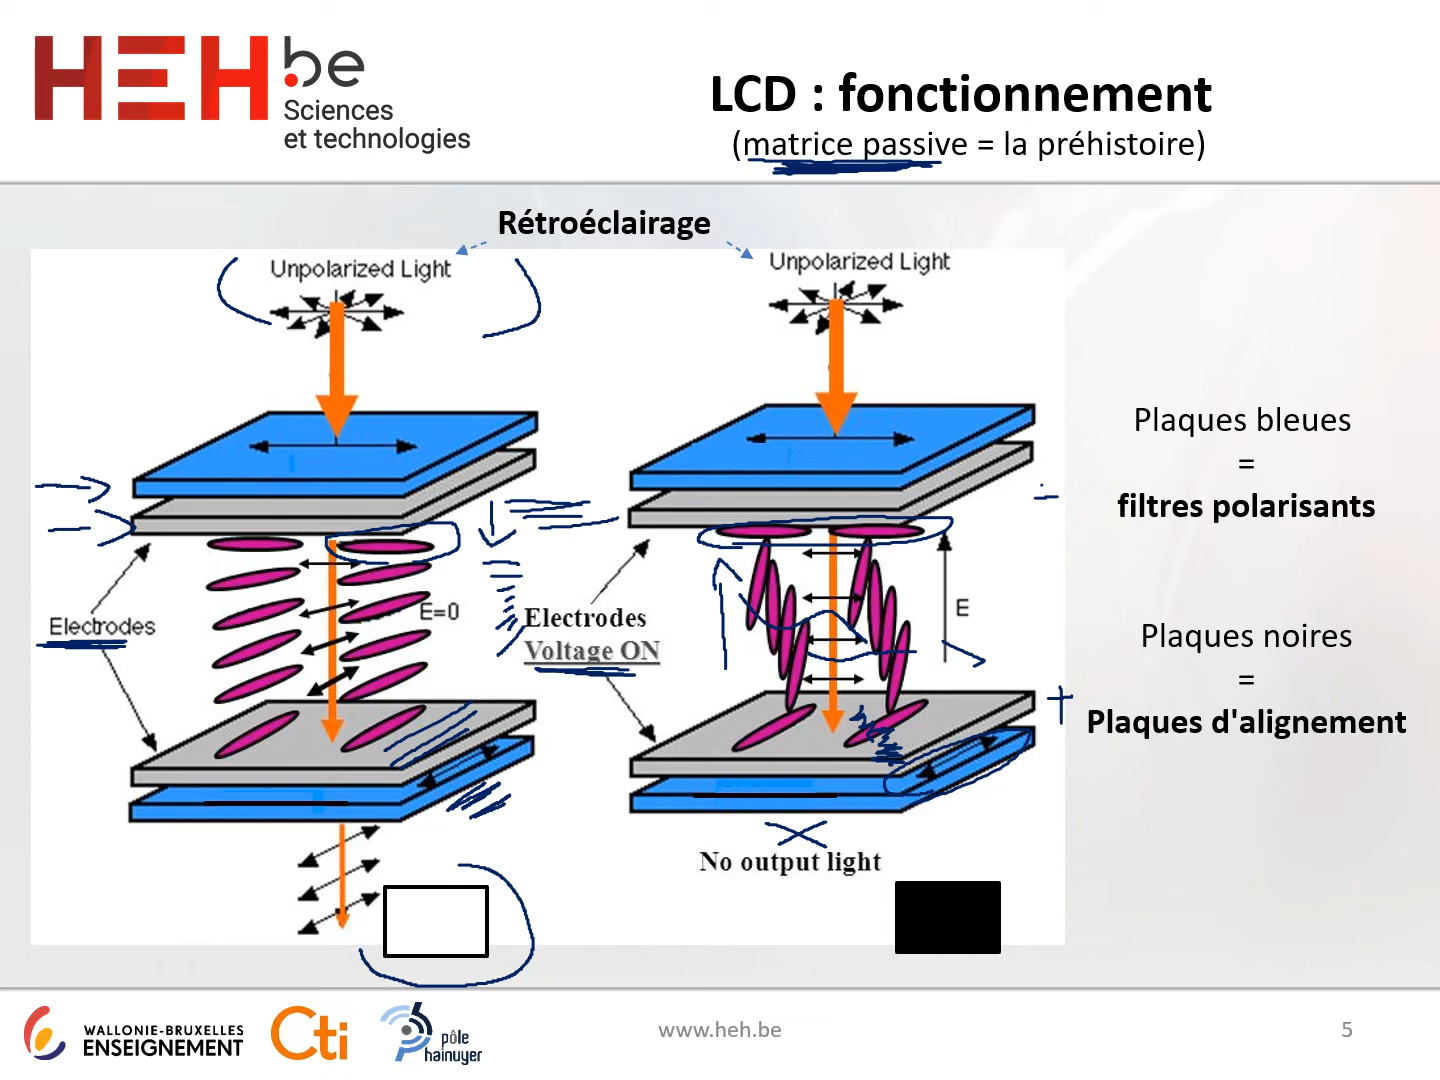 HEH.be
Sciences
et technologies
LCD : fonctionnement
(matrice passive = la préhistoire)
Rétroéclairage
Unpolarized Light
Unpolarized Light
Plaques bleues
=
filtres polarisants
Electrodes
E=0
Electrodes
Voltage ON
E
Plaques noires
=
Plaques d'alignement
No output light
WALLONIE-BRUXELLES
ENSEIGNEMENT
Cti
pôle
hainuyer
www.heh.be
5